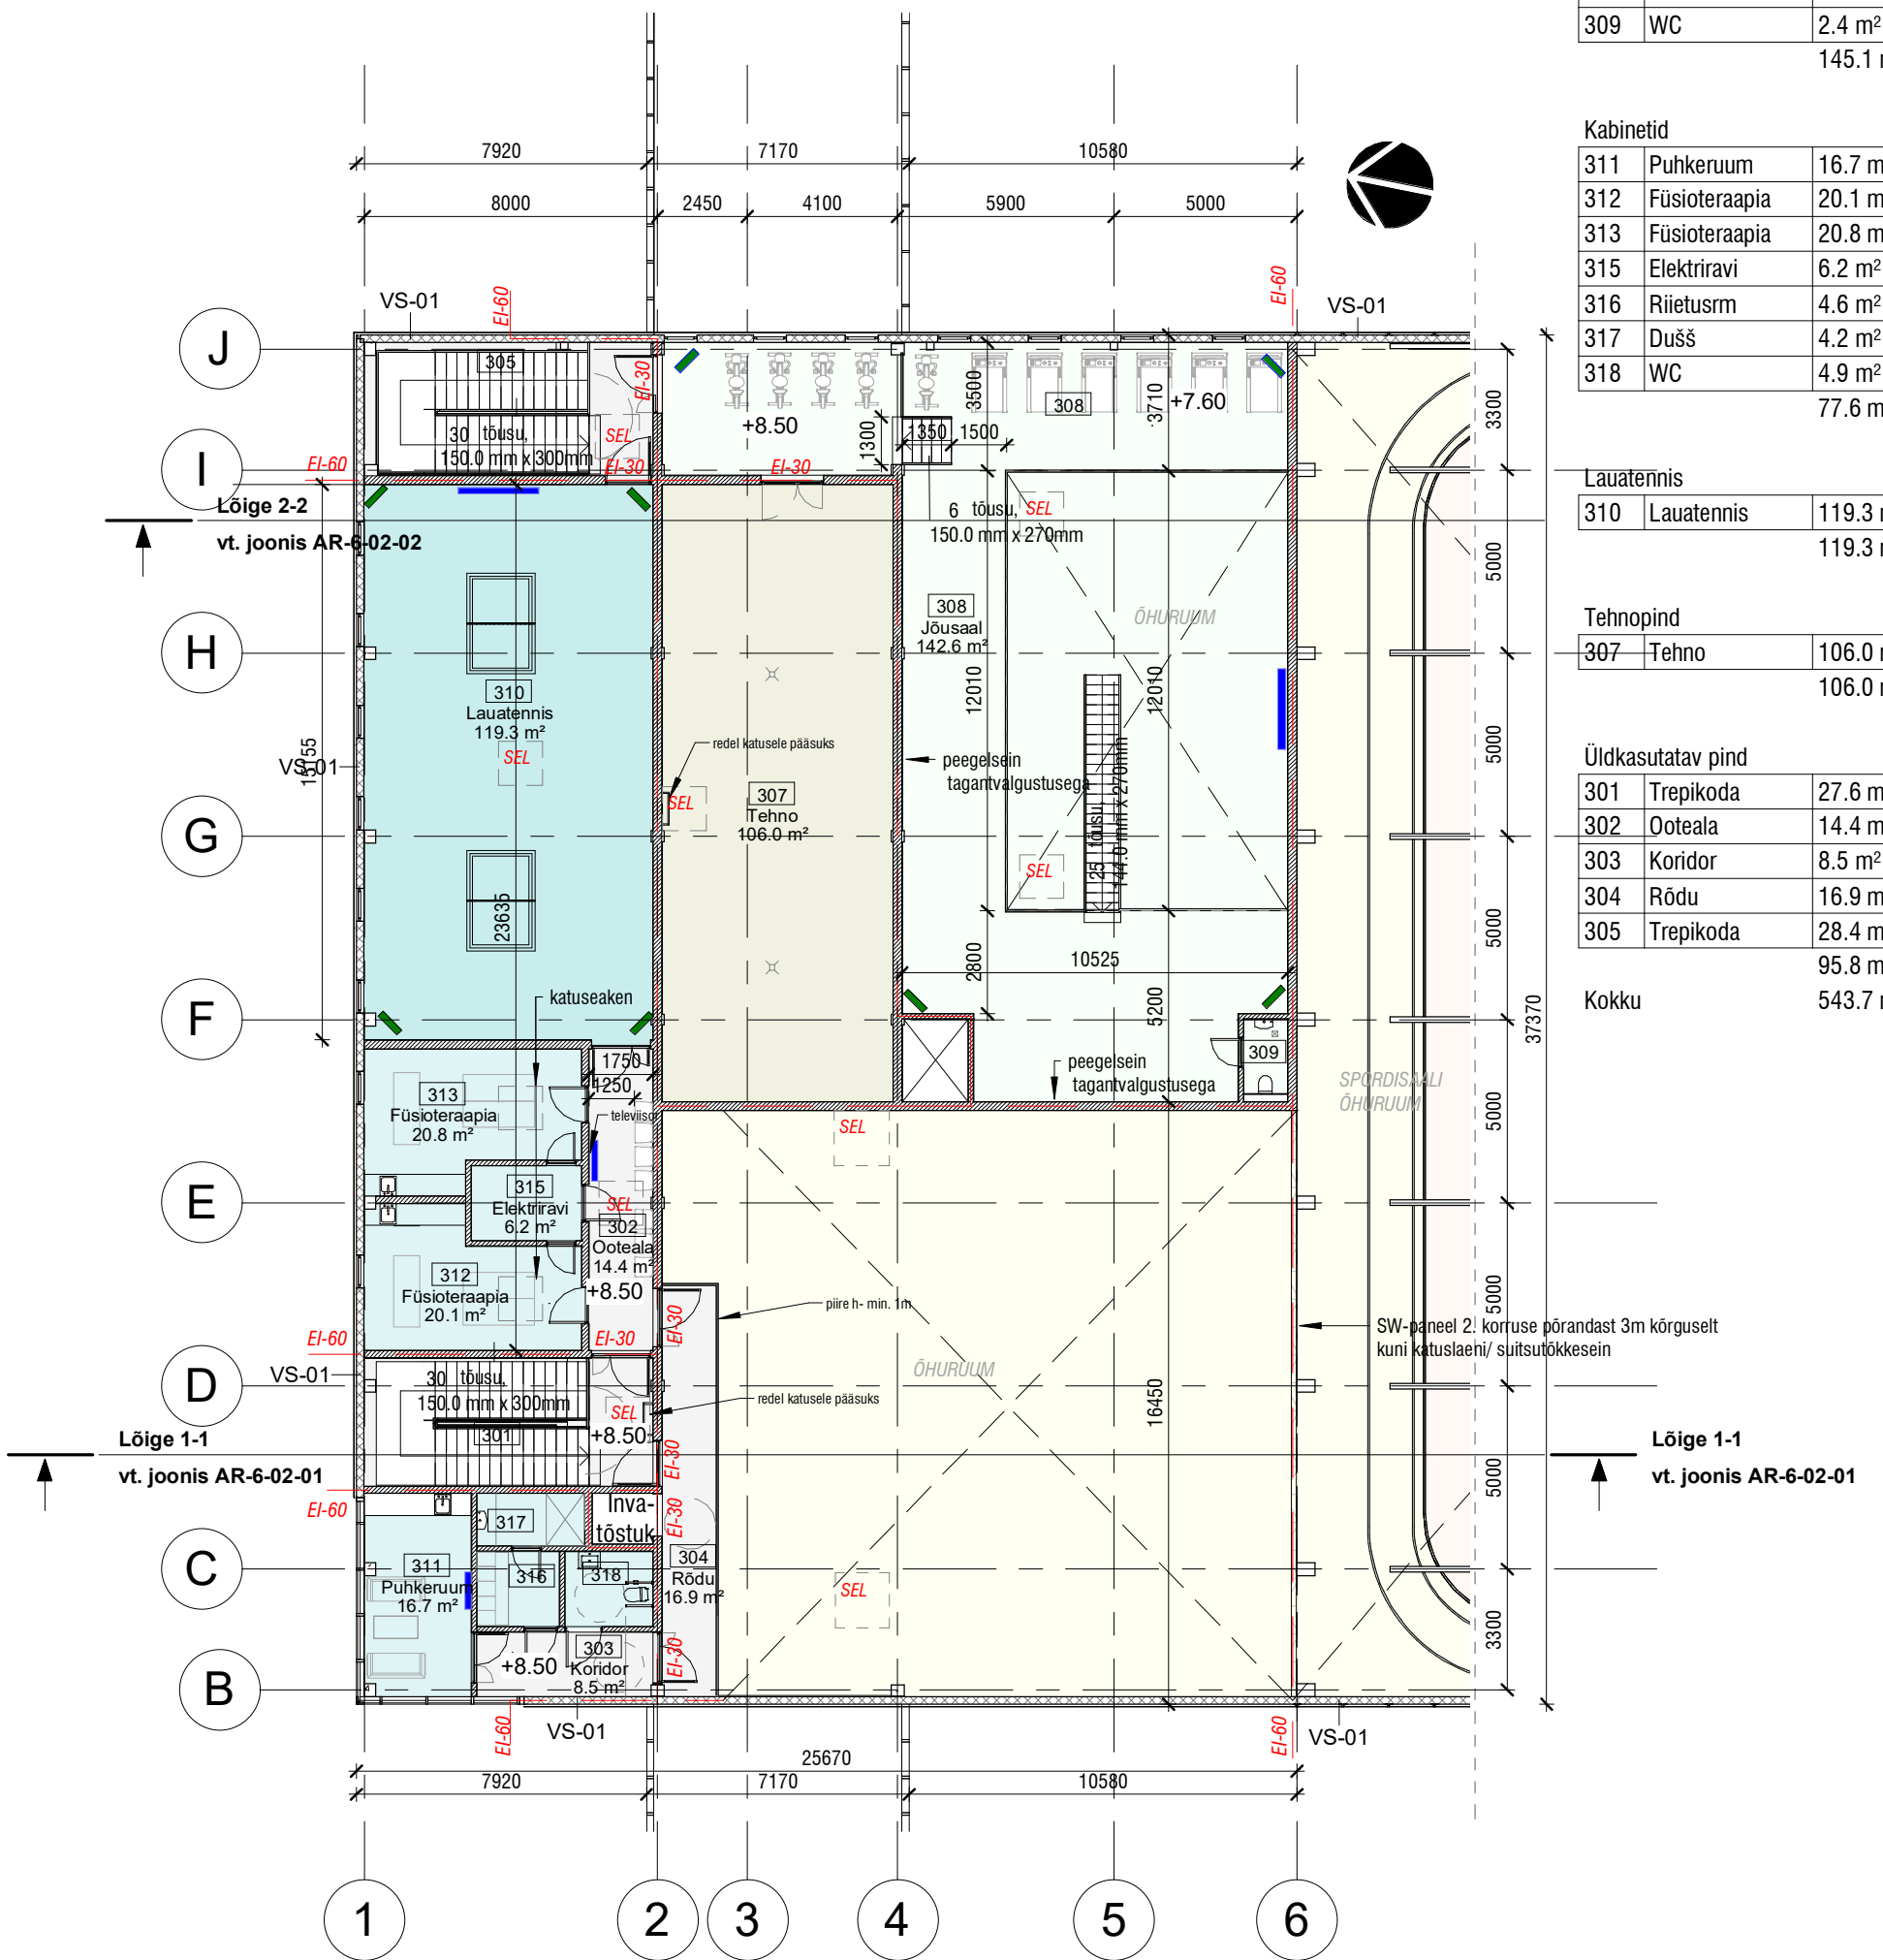 309 WC 2.4 m²
145.1
Kabinetid
311 Puhkeruum 16.7 m
312 Füsioteraapia 20.1 m
313 Füsioteraapia 20.8 m
315 Elektriravi 6.2 m²
316 Riietusrm 4.6 m²
317 Dušš 4.2 m²
318 WC 4.9 m²
77.6 m
Lauatennis
310 Lauatennis 119.3
119.3
Tehnopind
307 Tehno 106.0
106.0
Üldkasutatav pind
301 Trepikoda 27.6 m
302 Ooteala 14.4 m
303 Koridor 8.5 m²
304 Rõdu 16.9 m
305 Trepikoda 28.4 m
95.8 m
Kokku 543.7
7920 7170 10580
8000 2450 4100 5900 5000
VS-01 EI-60 EI-60 VS-01
J
305
EI-30
308
+7.60
+8.50
3500
3710
3300
1300
1350 1500
30 tõusu,
150.0 mm x 300mm
SEL
EI-30
EI-30
I
EI-60
Lõige 2-2
vt. joonis AR-6-02-02
6 tõusu,
150.0 mm x 270mm
SEL
5000
H
308
Jõusaal
142.6 m²
ÕHURUUM
12010
12010
310
Lauatennis
119.3 m²
SEL
VS-01
15155
redel katusele pääsuks
SEL
peegelsein
tagantvalgustusega
5000
307
Tehno
106.0 m²
G
25 tõusu,
144.0 mm x 270mm
SEL
23635
5000
2800
10525
5200
katuseaken
F
37370
1750
1250
309
peegelsein
tagantvalgustusega
SPORDISAALI
ÕHURUUM
5000
313
Füsioteraapia
20.8 m²
televiisor
SEL
E
315
Elektriravi
6.2 m²
SEL
302
Ooteala
14.4 m²
+8.50
312
Füsioteraapia
20.1 m²
piire h- min. 1m
5000
EI-30
EI-30
EI-60
SW-paneel 2. korruse põrandast 3m kõrguselt
kuni katuslaeni/ suitsutõkkesein
VS-01
D
ÕHURUUM
30 tõusu,
150.0 mm x 300mm
301
SEL
+8.50
redel katusele pääsuks
16450
Lõige 1-1
vt. joonis AR-6-02-01
EI-30
5000
Lõige 1-1
vt. joonis AR-6-02-01
EI-60
317
Inva-
tõstuk
EI-30
C
311
Puhkeruum
16.7 m²
316
318
304
Rõdu
16.9 m²
SEL
3300
303
Koridor
8.5 m²
+8.50
EI-30
B
VS-01
EI-60
EI-60
VS-01
25670
7920 7170 10580
1 2 3 4 5 6